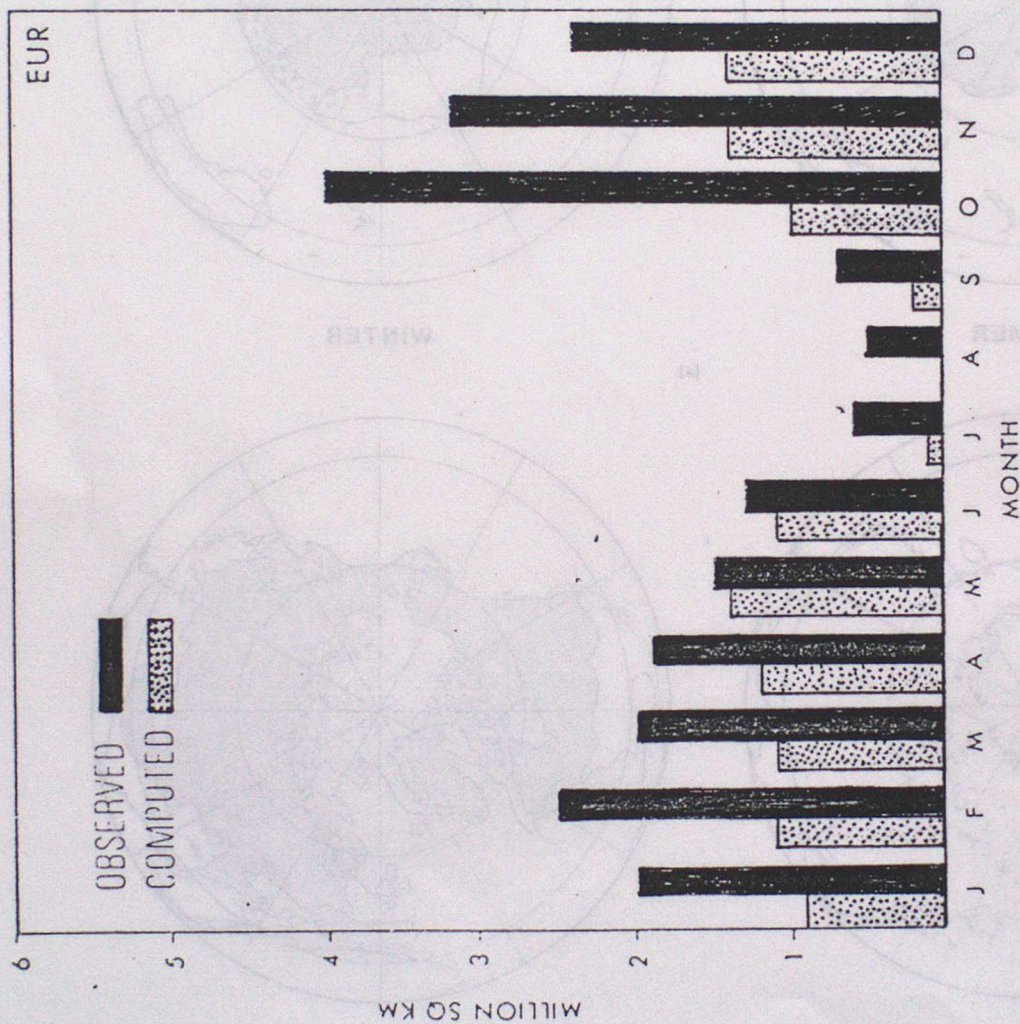 EUR
OBSERVED
COMPUTED
6
5
4
3
2
1
MILLION SQ KM
J F M A M J J A S O N D
MONTH
WINTER